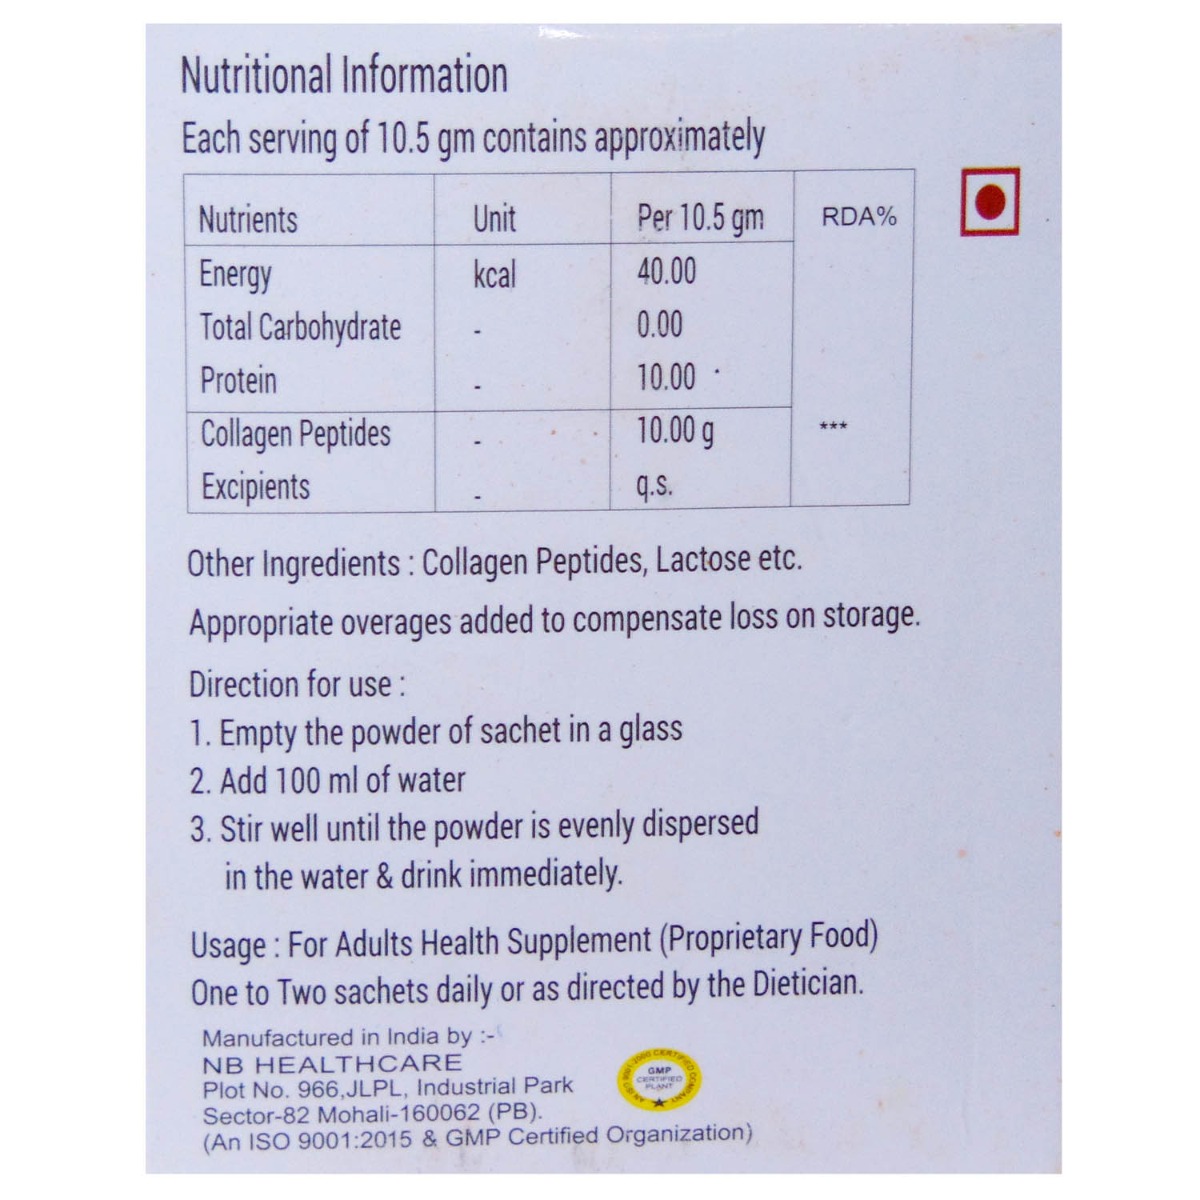 Nutritional Information
Each serving of 10.5 gm contains approximately
Nutrients Unit Per 10.5 gm RDA%
Energy kcal 40.00
Total Carbohydrate - 0.00
Protein - 10.00
Collagen Peptides - 10.00 g ***
Excipients - q.s.
Other Ingredients : Collagen Peptides, Lactose etc.
Appropriate overages added to compensate loss on storage.
Direction for use :
1. Empty the powder of sachet in a glass
2. Add 100 ml of water
3. Stir well until the powder is evenly dispersed
in the water & drink immediately.
Usage : For Adults Health Supplement (Proprietary Food)
One to Two sachets daily or as directed by the Dietician.
Manufactured in India by :-
NB HEALTHCARE
Plot No. 966,JLPL, Industrial Park
Sector-82 Mohali-160062 (PB).
(An ISO 9001:2015 & GMP Certified Organization)
GMP
CERTIFIED
PLANT